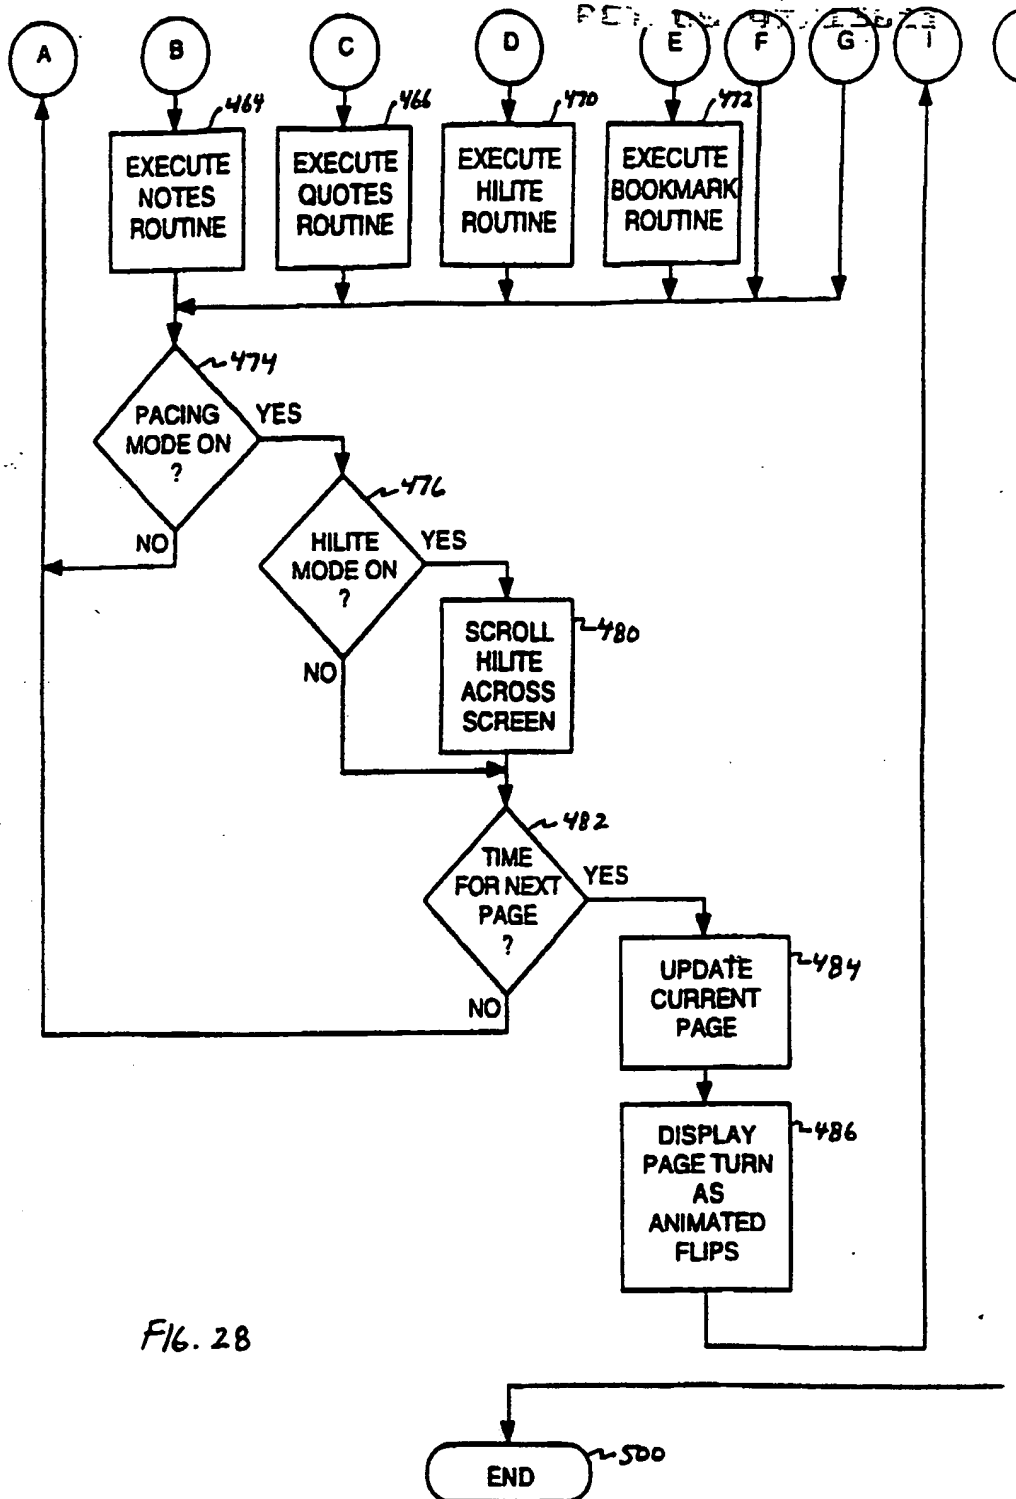 A B C D E F G I
464 466 470 472
EXECUTE
NOTES
ROUTINE
EXECUTE
QUOTES
ROUTINE
EXECUTE
HILITE
ROUTINE
EXECUTE
BOOKMARK
ROUTINE
474
PACING
MODE ON
?
YES
NO
476
HILITE
MODE ON
?
YES
NO
480
SCROLL
HILITE
ACROSS
SCREEN
482
TIME
FOR NEXT
PAGE
?
YES
NO
484
UPDATE
CURRENT
PAGE
486
DISPLAY
PAGE TURN
AS
ANIMATED
FLIPS
FIG. 28
500
END